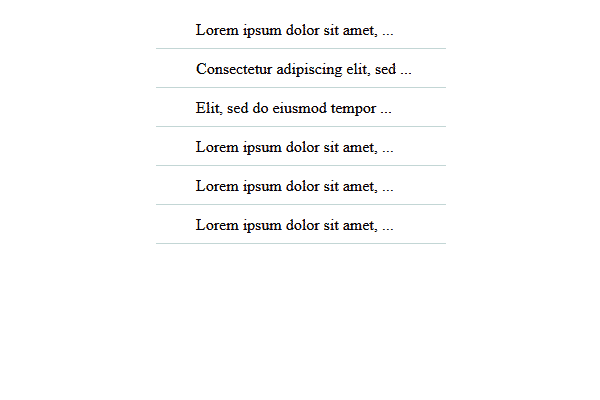 Lorem ipsum dolor sit amet, ...
Consectetur adipiscing elit, sed ...
Elit, sed do eiusmod tempor ...
Lorem ipsum dolor sit amet, ...
Lorem ipsum dolor sit amet, ...
Lorem ipsum dolor sit amet, ...